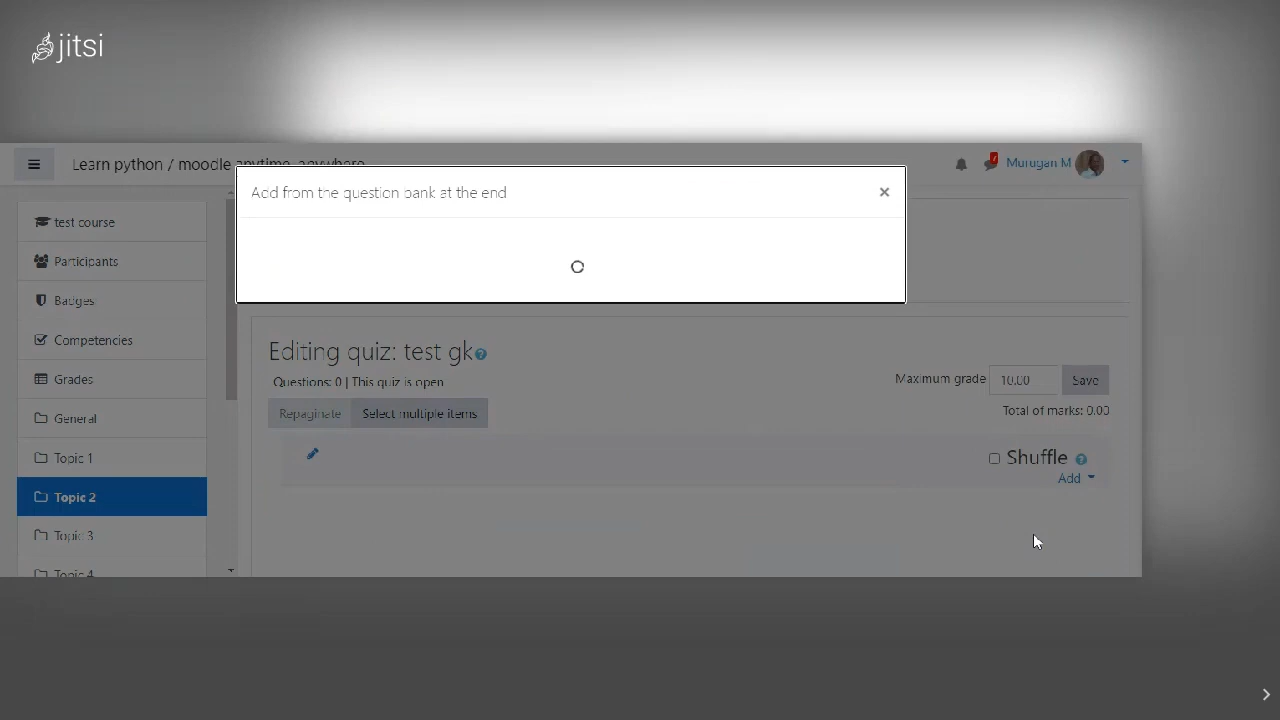 jitsi
Learn python / moodle anytime, anywhere
Murugan M
Add from the question bank at the end
×
test course
Participants
Badges
Competencies
Grades
General
Topic 1
Topic 2
Topic 3
Topic 4
Editing quiz: test gk
Questions: 0 | This quiz is open
Maximum grade 10.00 Save
Total of marks: 0.00
Repaginate Select multiple items
Shuffle
Add